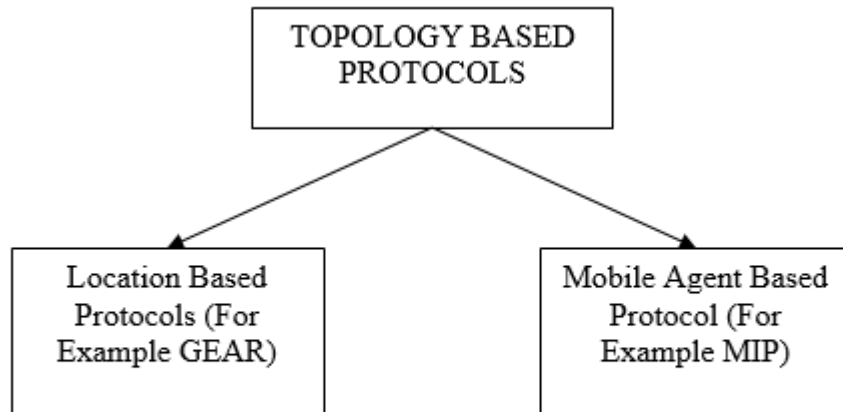 TOPOLOGY BASED
PROTOCOLS
Location Based
Protocols (For
Example GEAR)
Mobile Agent Based
Protocol (For
Example MIP)